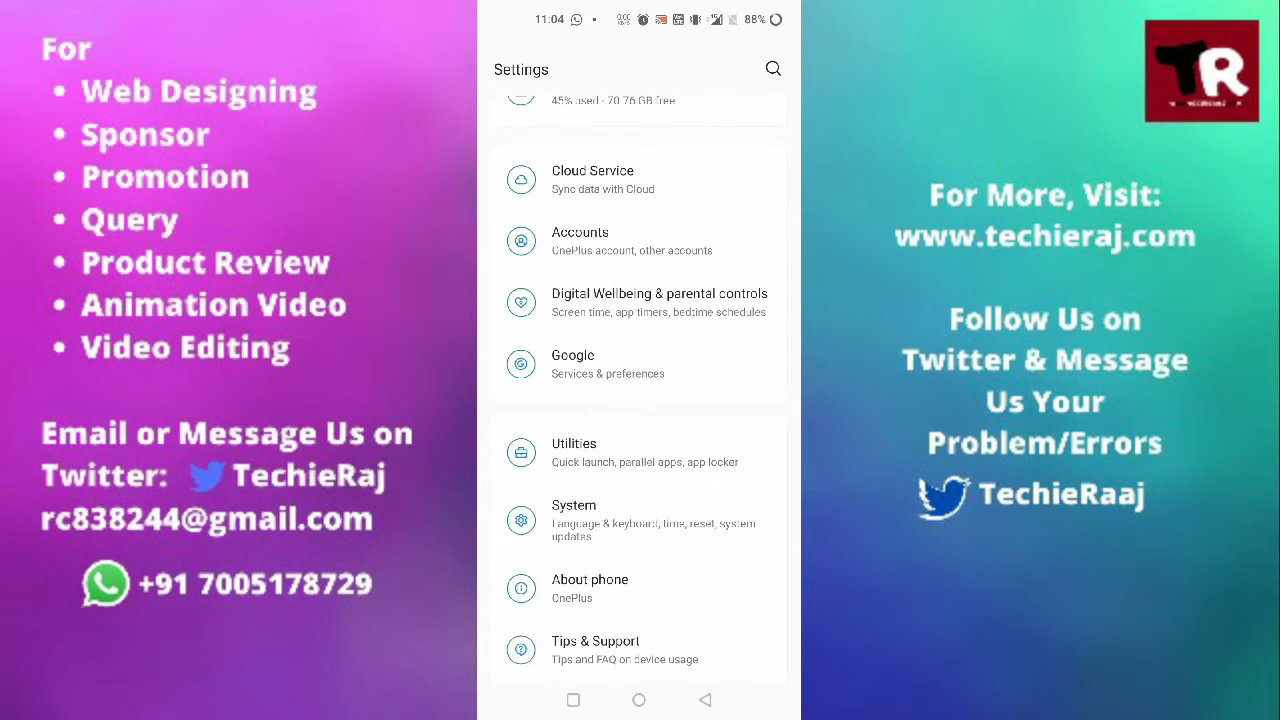 For
• Web Designing
• Sponsor
• Promotion
• Query
• Product Review
• Animation Video
• Video Editing
Email or Message Us on
Twitter: TechieRaj
rc838244@gmail.com
+91 7005178729
11:04
0.00
KB/S
4G
88%
Settings
45% used - 70.76 GB free
Cloud Service
Sync data with Cloud
Accounts
OnePlus account, other accounts
Digital Wellbeing & parental controls
Screen time, app timers, bedtime schedules
Google
Services & preferences
Utilities
Quick launch, parallel apps, app locker
System
Language & keyboard, time, reset, system
updates
About phone
OnePlus
Tips & Support
Tips and FAQ on device usage
TR
For More, Visit:
www.techieraj.com
Follow Us on
Twitter & Message
Us Your
Problem/Errors
TechieRaaj